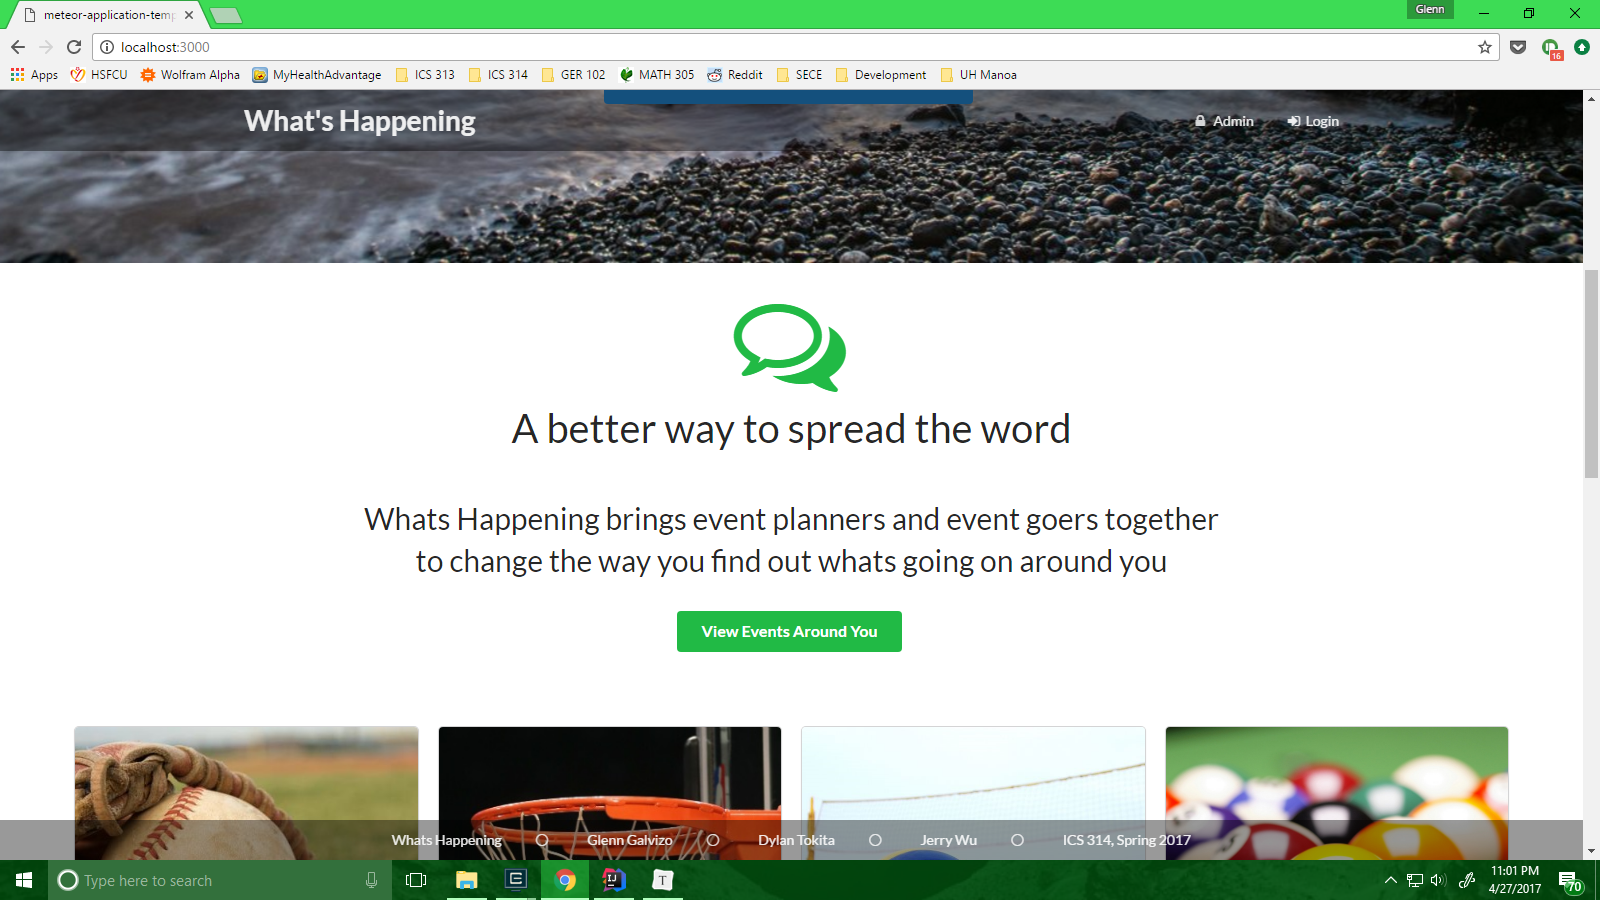 meteor-application-temp
Glenn
localhost:3000
Apps
HSFCU
Wolfram Alpha
MyHealthAdvantage
ICS 313
ICS 314
GER 102
MATH 305
Reddit
SECE
Development
UH Manoa
16
What's Happening
Admin
Login
A better way to spread the word
Whats Happening brings event planners and event goers together
to change the way you find out whats going on around you
View Events Around You
Whats Happening
Glenn Galvizo
Dylan Tokita
Jerry Wu
ICS 314, Spring 2017
Type here to search
E
IJ
T
11:01 PM
4/27/2017
70